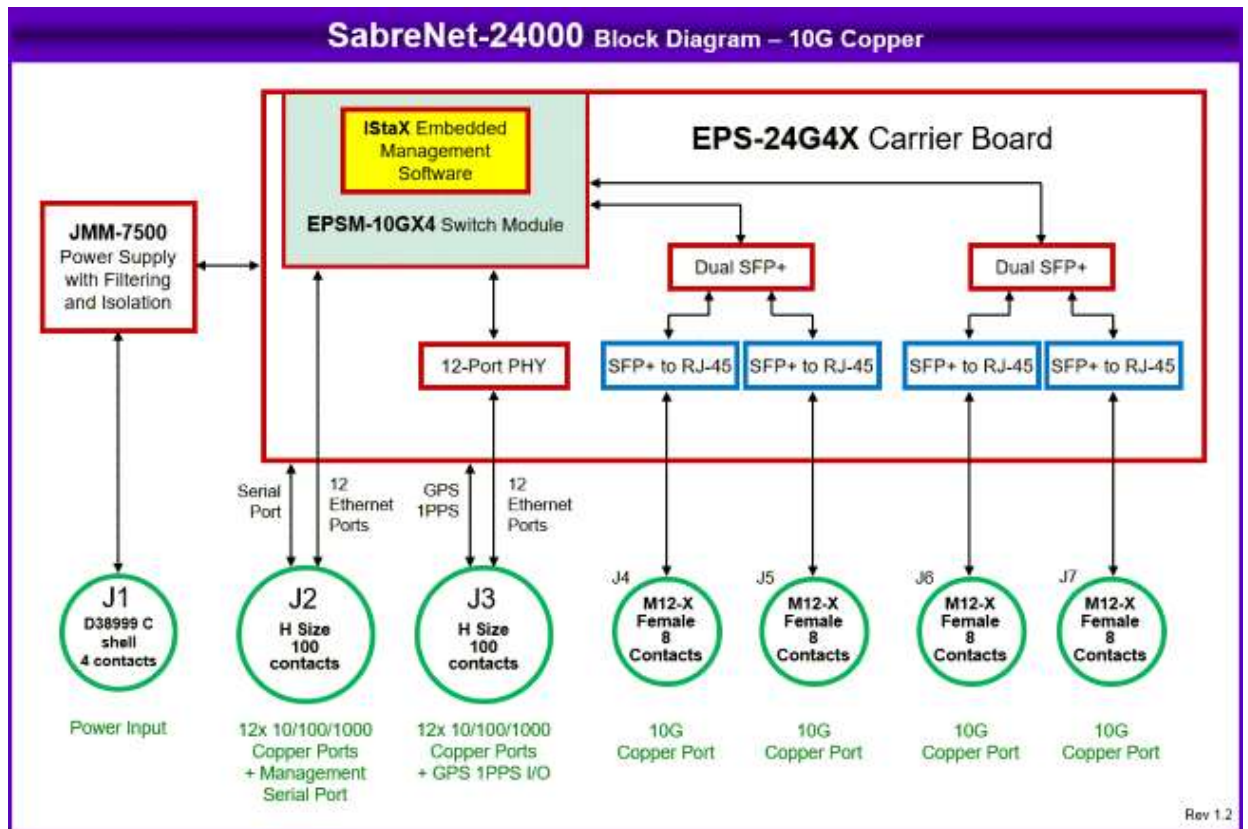 SabreNet-24000 Block Diagram – 10G Copper
IStaX Embedded
Management
Software
EPSM-10GX4 Switch Module
EPS-24G4X Carrier Board
JMM-7500
Power Supply
with Filtering
and Isolation
Dual SFP+
Dual SFP+
12-Port PHY
SFP+ to RJ-45
SFP+ to RJ-45
SFP+ to RJ-45
SFP+ to RJ-45
Serial
Port
12
Ethernet
Ports
GPS
1PPS
12
Ethernet
Ports
J1
D38999 C
shell
4 contacts
J2
H Size
100
contacts
J3
H Size
100
contacts
J4
M12-X
Female
8
Contacts
J5
M12-X
Female
8
Contacts
J6
M12-X
Female
8
Contacts
J7
M12-X
Female
8
Contacts
Power Input
12x 10/100/1000
Copper Ports
+ Management
Serial Port
12x 10/100/1000
Copper Ports
+ GPS 1PPS I/O
10G
Copper Port
10G
Copper Port
10G
Copper Port
10G
Copper Port
Rev 1.2